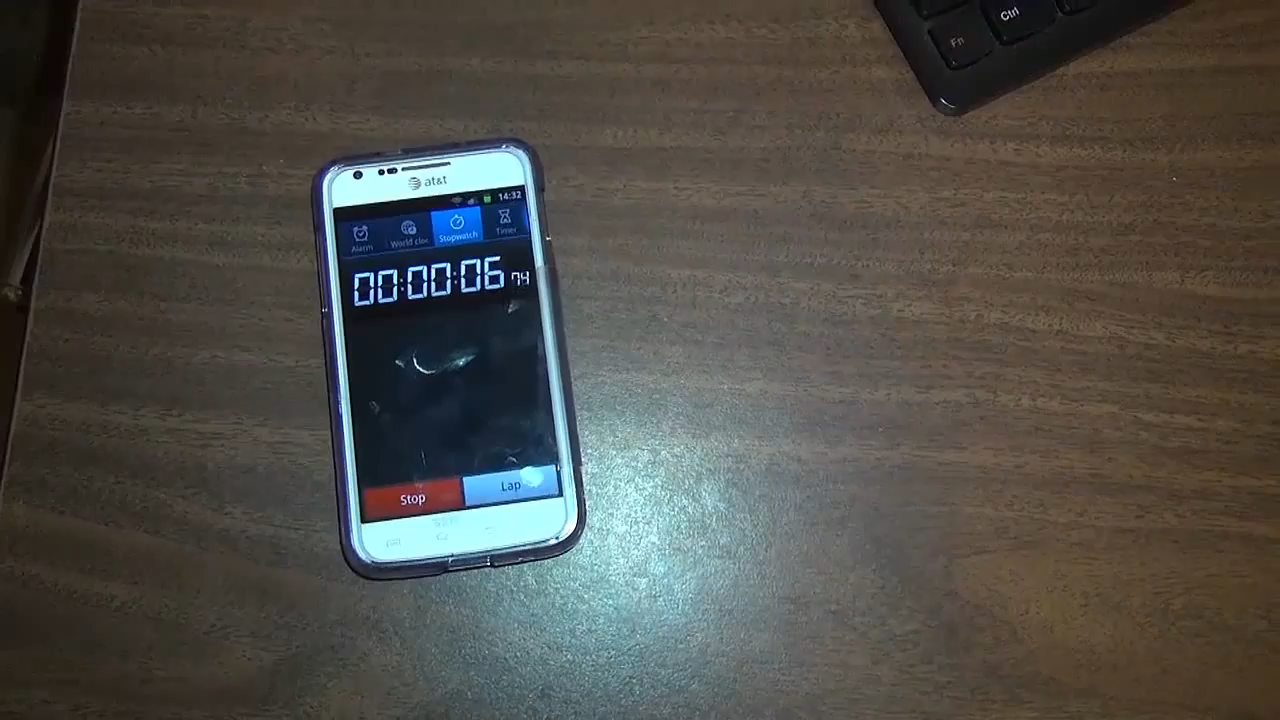 Ctrl
Fn
at&t
14:32
Alarm World cloc Stopwatch Timer
00:00:06 74
Stop Lap